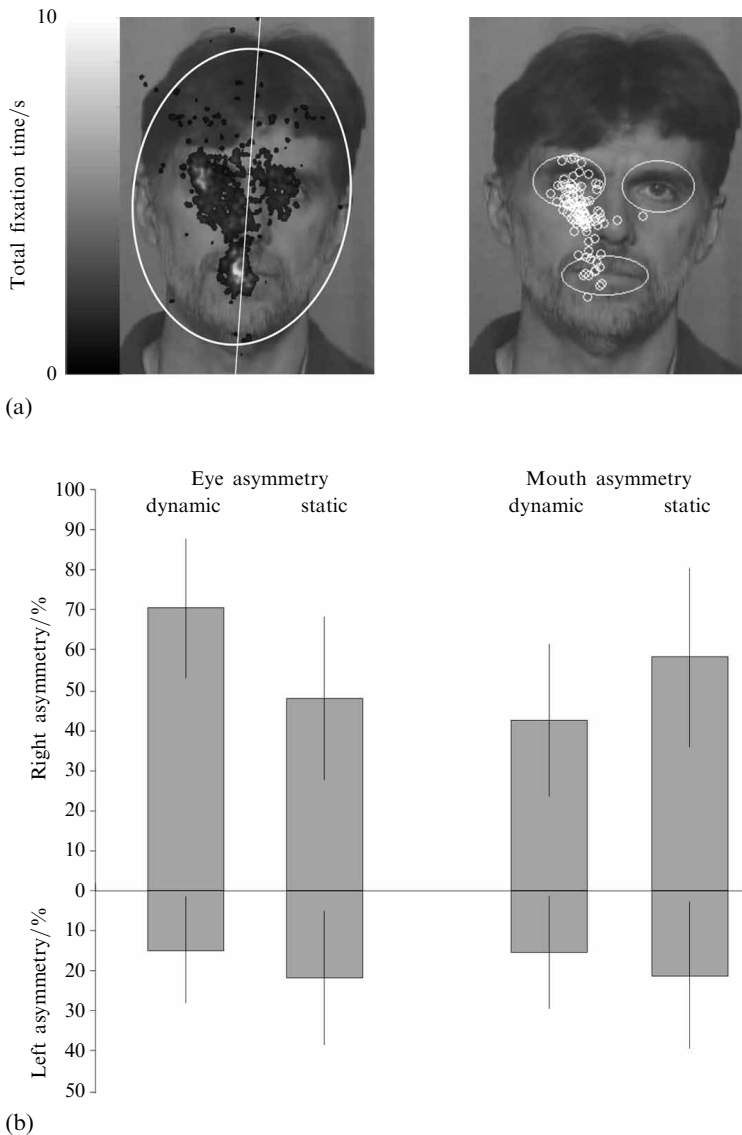 10
Total fixation time/s
0
(a)
Eye asymmetry
dynamic static
Mouth asymmetry
dynamic static
100
90
80
70
60
50
40
30
20
10
0
10
20
30
40
50
Right asymmetry/%
Left asymmetry/%
(b)